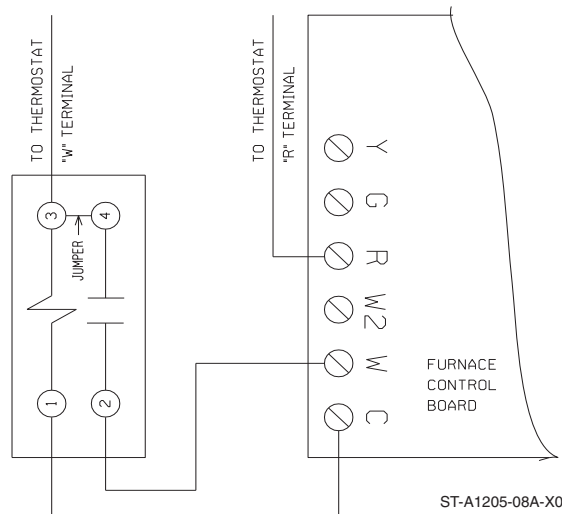 TO THERMOSTAT
"W" TERMINAL
TO THERMOSTAT
"R" TERMINAL
3
4
JUMPER
1
2
Y
G
R
W2
W
C
FURNACE
CONTROL
BOARD
ST-A1205-08A-X0